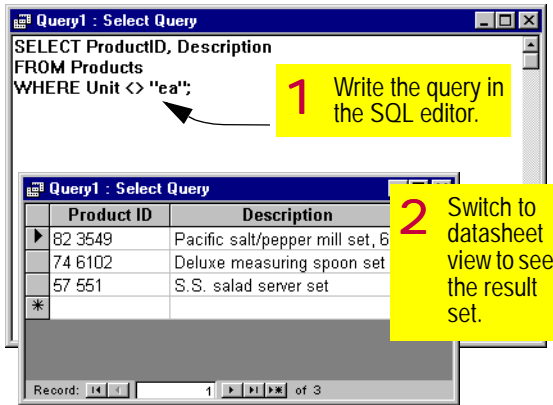 Query1 : Select Query
SELECT ProductID, Description
FROM Products
WHERE Unit <> "ea";
1 Write the query in
the SQL editor.
Query1 : Select Query
Product ID Description
82 3549 Pacific salt/pepper mill set, 6
74 6102 Deluxe measuring spoon set
57 551 S.S. salad server set
2 Switch to
datasheet
view to see
the result
set.
Record: 1 of 3